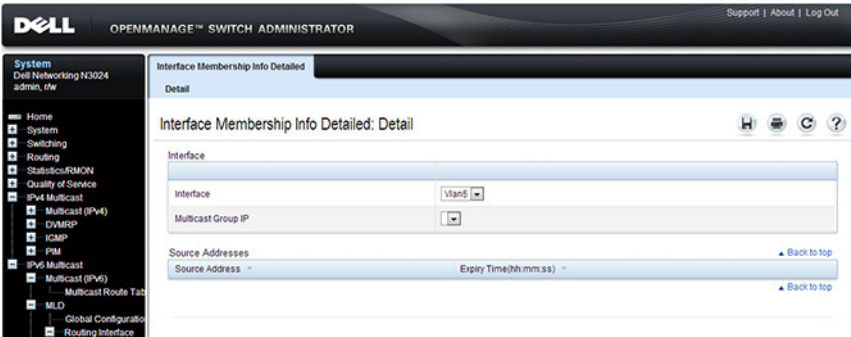 Support | About | Log Out
DELL OPENMANAGE™ SWITCH ADMINISTRATOR
System
Dell Networking N3024
admin, r/w
Home
System
Switching
Routing
Statistics/RMON
Quality of Service
IPv4 Multicast
Multicast (IPv4)
DVMRP
IGMP
PIM
IPv6 Multicast
Multicast (IPv6)
Multicast Route Tab
MLD
Global Configuratio
Routing Interface
Interface Membership Info Detailed
Detail
Interface Membership Info Detailed: Detail
Interface
Interface Vlan5
Multicast Group IP
Source Addresses Back to top
Source Address Expiry Time(hh:mm:ss)
Back to top